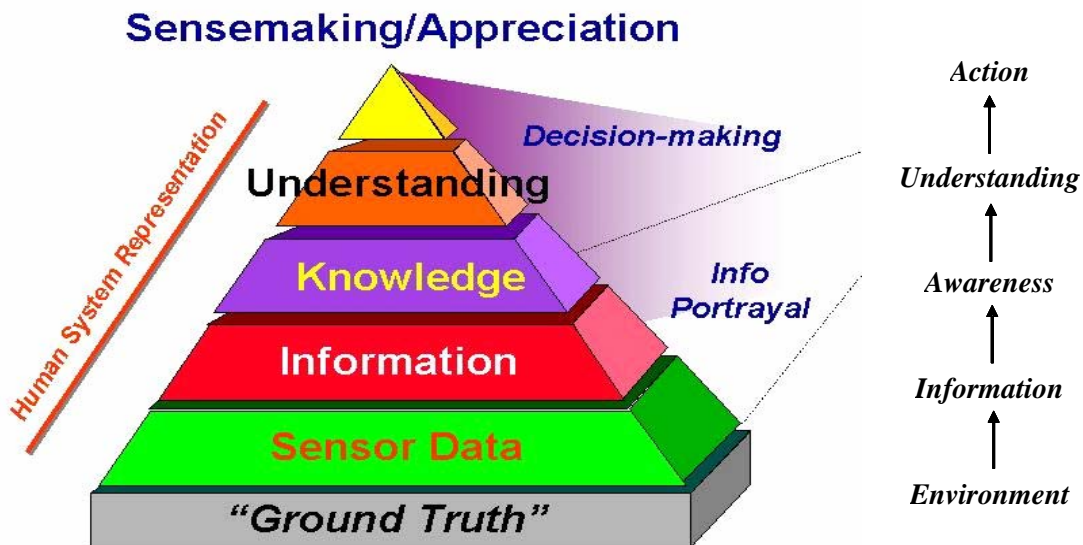 Sensemaking/Appreciation
Human System Representation
Decision-making
Understanding
Knowledge
Info
Portrayal
Information
Sensor Data
“Ground Truth”
Action
Understanding
Awareness
Information
Environment